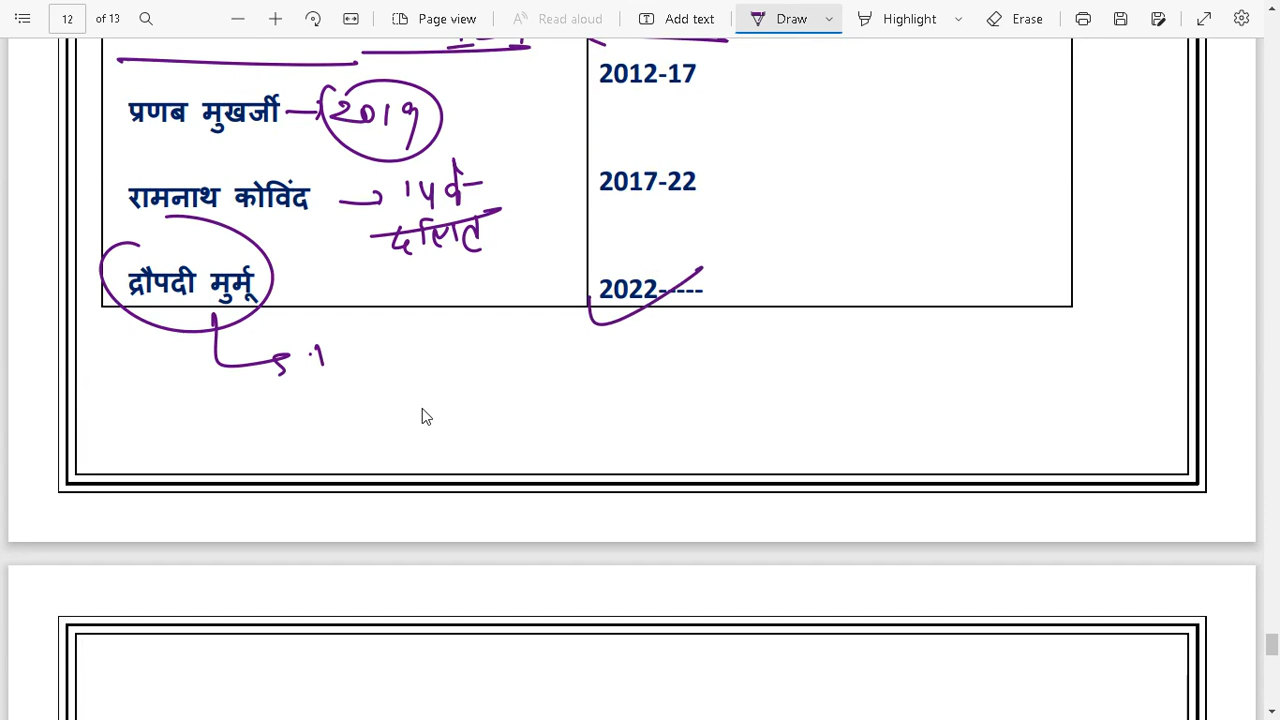 12 of 13 Page view Read aloud Add text Draw Highlight Erase
2012-17
प्रणब मुखर्जी 2019
2017-22
रामनाथ कोविंद 14 वे
दलित
द्रौपदी मुर्मू 2022-----